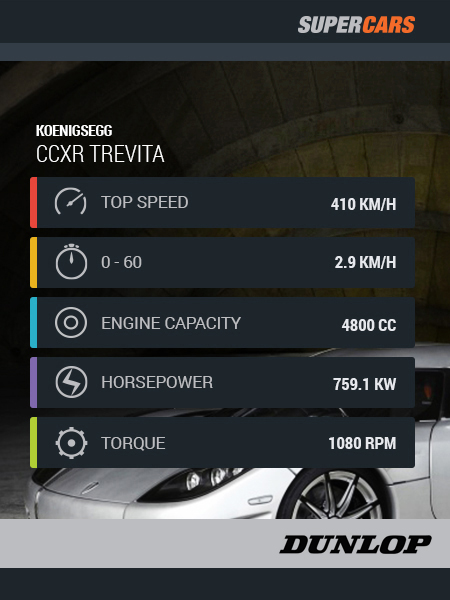 SUPERCARS
KOENIGSEGG
CCXR TREVITA
TOP SPEED 410 KM/H
0 - 60 2.9 KM/H
ENGINE CAPACITY 4800 CC
HORSEPOWER 759.1 KW
TORQUE 1080 RPM
DUNLOP